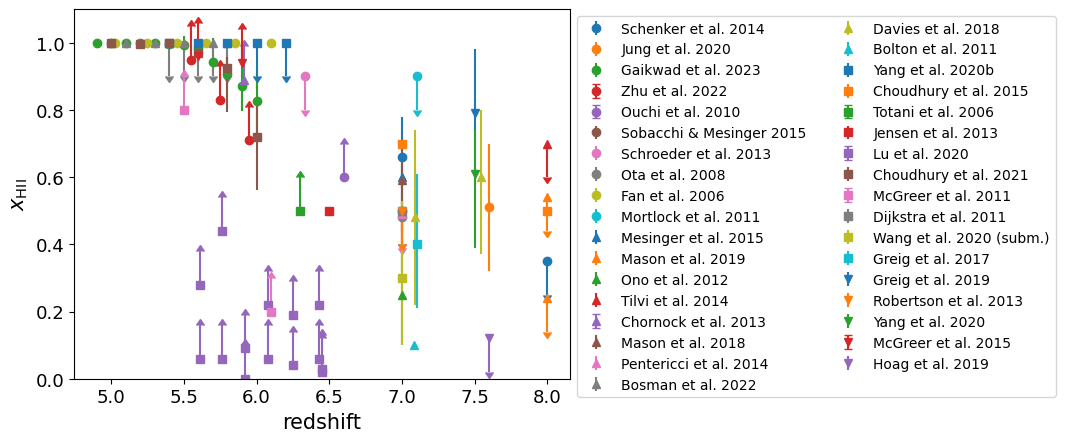 1.0
0.8
0.6
0.4
0.2
0.0
x_HII
5.0 5.5 6.0 6.5 7.0 7.5 8.0
redshift
Schenker et al. 2014
Jung et al. 2020
Gaikwad et al. 2023
Zhu et al. 2022
Ouchi et al. 2010
Sobacchi & Mesinger 2015
Schroeder et al. 2013
Ota et al. 2008
Fan et al. 2006
Mortlock et al. 2011
Mesinger et al. 2015
Mason et al. 2019
Ono et al. 2012
Tilvi et al. 2014
Chornock et al. 2013
Mason et al. 2018
Pentericci et al. 2014
Bosman et al. 2022
Davies et al. 2018
Bolton et al. 2011
Yang et al. 2020b
Choudhury et al. 2015
Totani et al. 2006
Jensen et al. 2013
Lu et al. 2020
Choudhury et al. 2021
McGreer et al. 2011
Dijkstra et al. 2011
Wang et al. 2020 (subm.)
Greig et al. 2017
Greig et al. 2019
Robertson et al. 2013
Yang et al. 2020
McGreer et al. 2015
Hoag et al. 2019